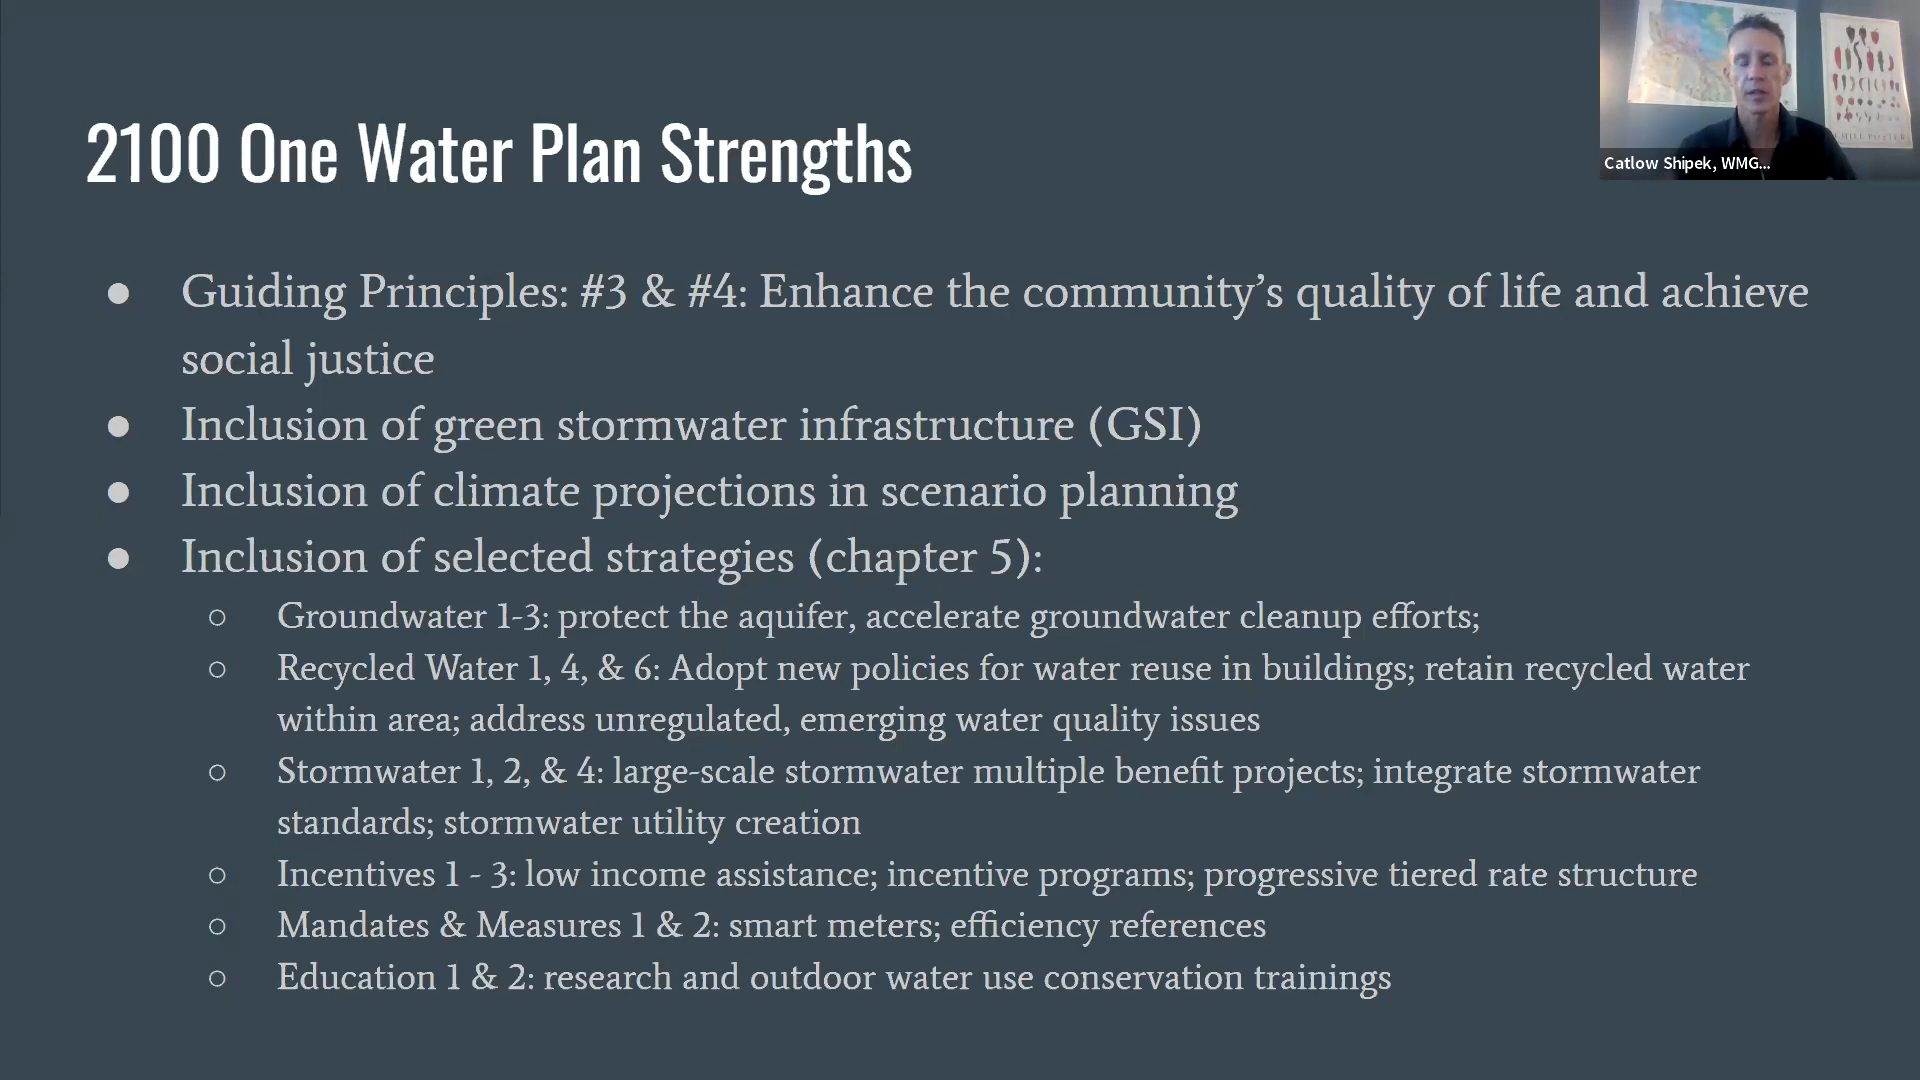 2100 One Water Plan Strengths
Catlow Shipek, WMG...
● Guiding Principles: #3 & #4: Enhance the community’s quality of life and achieve
social justice
● Inclusion of green stormwater infrastructure (GSI)
● Inclusion of climate projections in scenario planning
● Inclusion of selected strategies (chapter 5):
○ Groundwater 1-3: protect the aquifer, accelerate groundwater cleanup efforts;
○ Recycled Water 1, 4, & 6: Adopt new policies for water reuse in buildings; retain recycled water
within area; address unregulated, emerging water quality issues
○ Stormwater 1, 2, & 4: large-scale stormwater multiple benefit projects; integrate stormwater
standards; stormwater utility creation
○ Incentives 1 - 3: low income assistance; incentive programs; progressive tiered rate structure
○ Mandates & Measures 1 & 2: smart meters; efficiency references
○ Education 1 & 2: research and outdoor water use conservation trainings